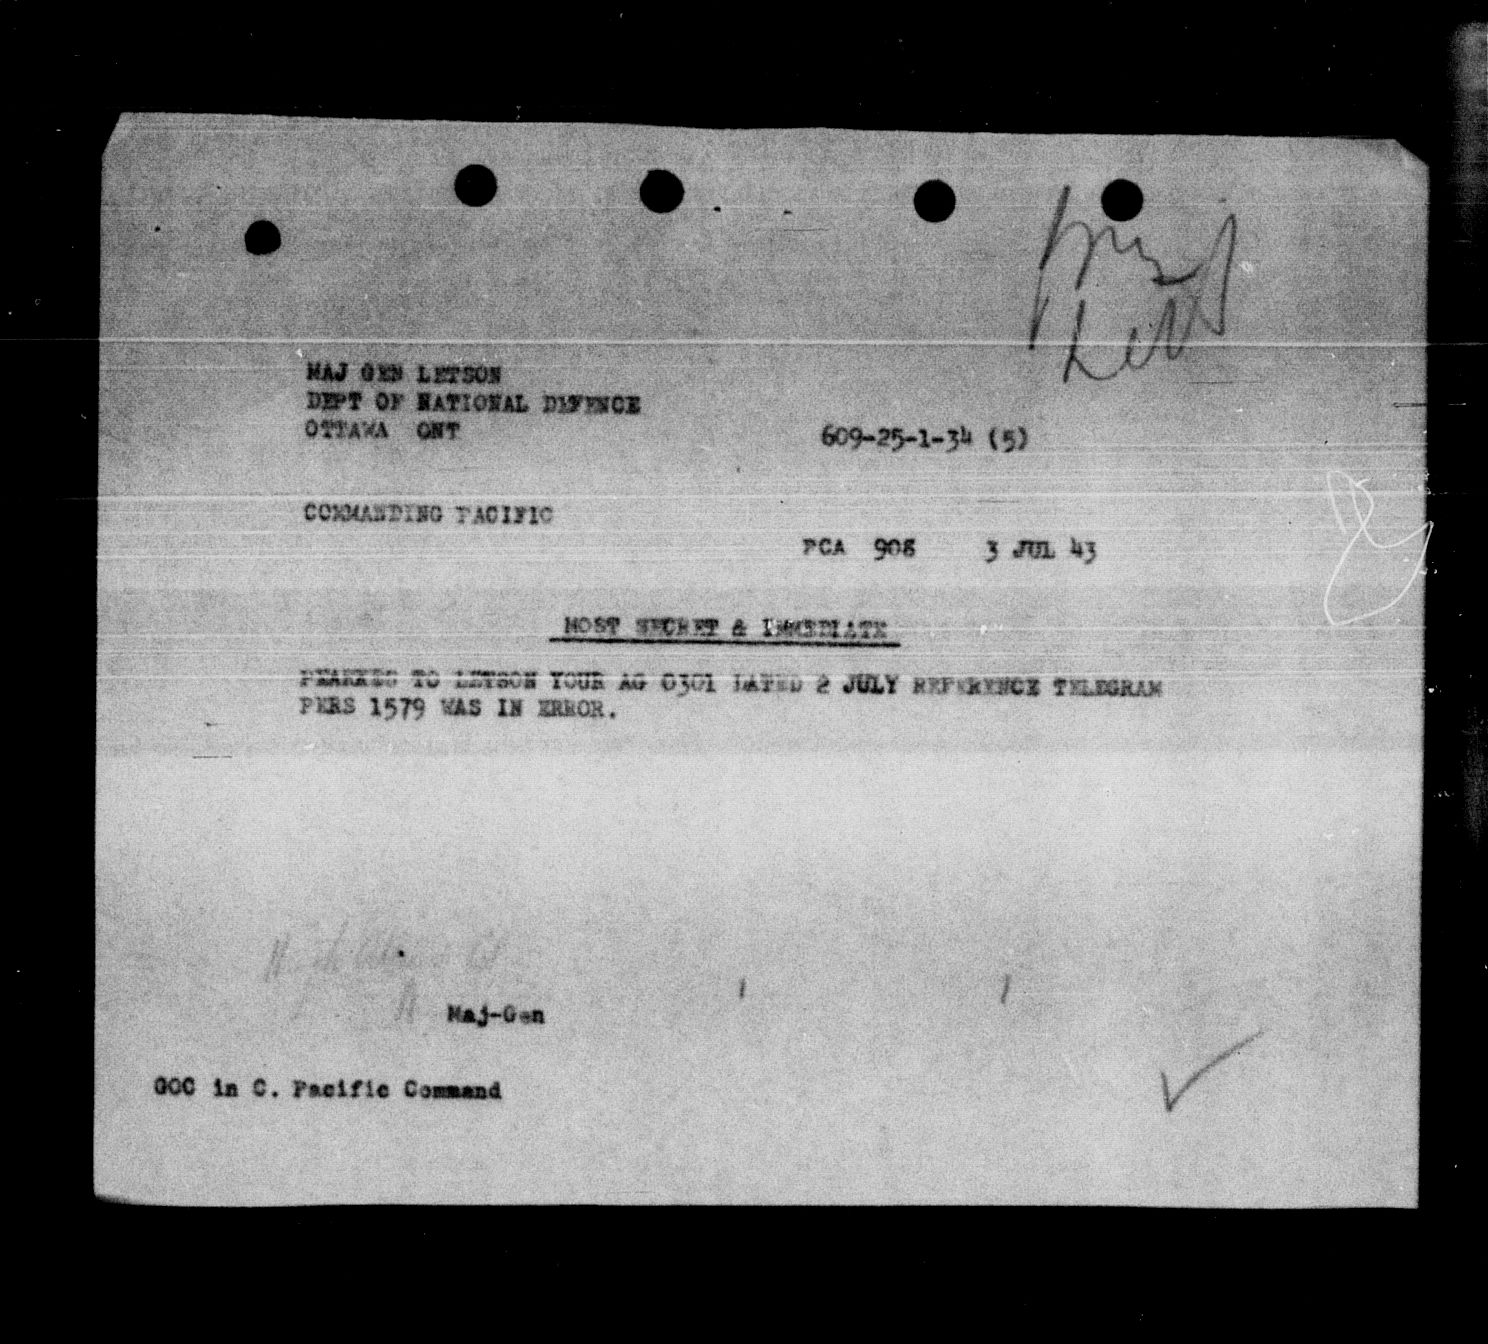 MAJ GEN LETSON
DEPT OF NATIONAL DEFENCE
OTTAWA ONT
609-25-1-34 (5)
COMMANDING PACIFIC
PCA 908 3 JUL 43
MOST SECRET & IMMEDIATE
PEARKES TO LETSON YOUR AG 0301 DATED 2 JULY REFERENCE TELEGRAM
PERS 1579 WAS IN ERROR.
Maj-Gen
GOC in C. Pacific Command